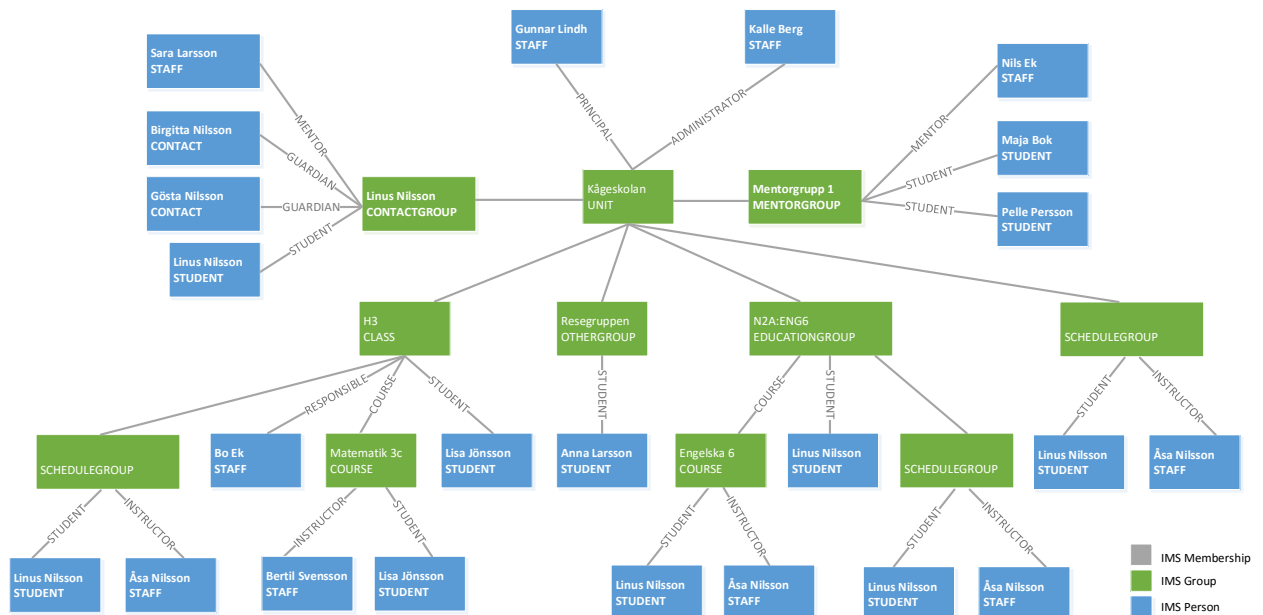 Gunnar Lindh
STAFF
Kalle Berg
STAFF
Sara Larsson
STAFF
Nils Ek
STAFF
PRINCIPAL
ADMINISTRATOR
MENTOR
MENTOR
Birgitta Nilsson
CONTACT
GUARDIAN
Maja Bok
STUDENT
STUDENT
Gösta Nilsson
CONTACT
GUARDIAN
Linus Nilsson
CONTACTGROUP
Kågeskolan
UNIT
Mentorgrupp 1
MENTORGROUP
STUDENT
Pelle Persson
STUDENT
STUDENT
Linus Nilsson
STUDENT
H3
CLASS
Resegruppen
OTHERGROUP
N2A:ENG6
EDUCATIONGROUP
SCHEDULEGROUP
RESPONSIBLE
COURSE
STUDENT
STUDENT
COURSE
STUDENT
STUDENT
INSTRUCTOR
SCHEDULEGROUP
Bo Ek
STAFF
Matematik 3c
COURSE
Lisa Jönsson
STUDENT
Anna Larsson
STUDENT
Engelska 6
COURSE
Linus Nilsson
STUDENT
SCHEDULEGROUP
Linus Nilsson
STUDENT
Åsa Nilsson
STAFF
STUDENT
INSTRUCTOR
INSTRUCTOR
STUDENT
STUDENT
INSTRUCTOR
STUDENT
INSTRUCTOR
Linus Nilsson
STUDENT
Åsa Nilsson
STAFF
Bertil Svensson
STAFF
Lisa Jönsson
STUDENT
Linus Nilsson
STUDENT
Åsa Nilsson
STAFF
Linus Nilsson
STUDENT
Åsa Nilsson
STAFF
IMS Membership
IMS Group
IMS Person